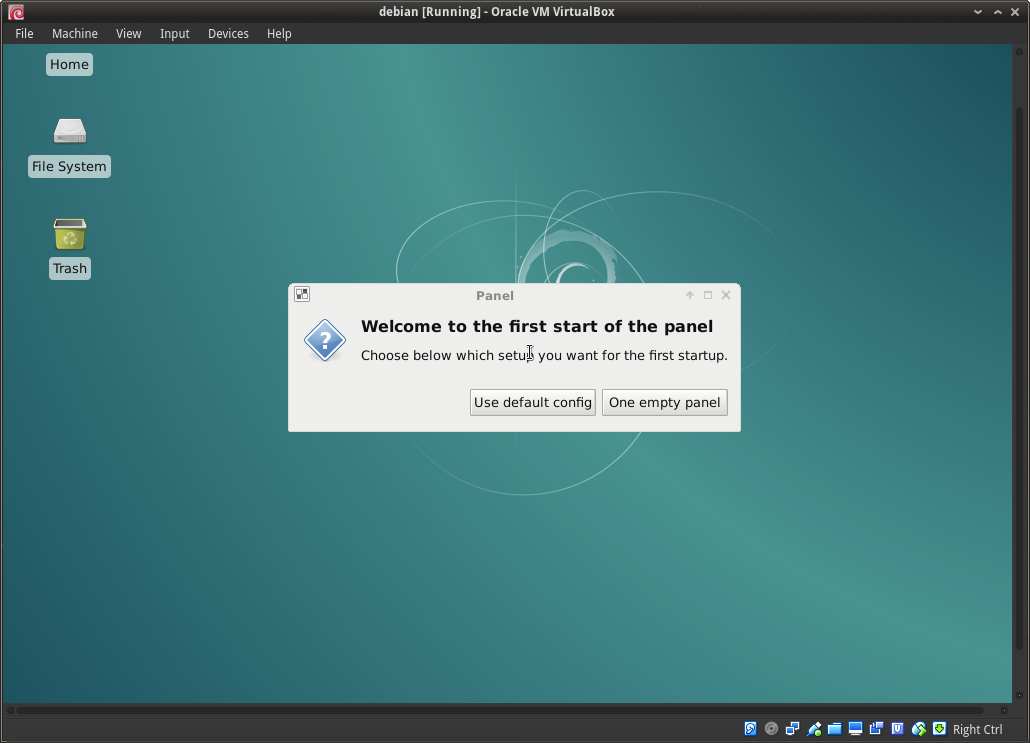 debian [Running] - Oracle VM VirtualBox
File Machine View Input Devices Help
Home
File System
Trash
Panel
Welcome to the first start of the panel
Choose below which setup you want for the first startup.
Use default config One empty panel
Right Ctrl